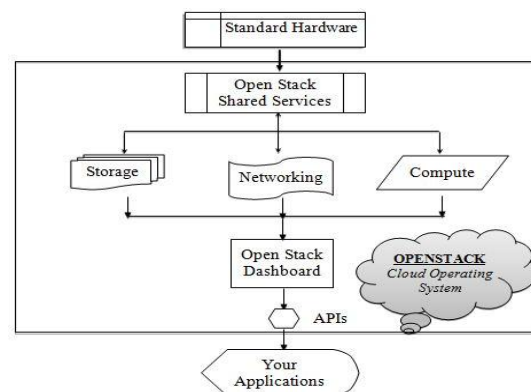 Standard Hardware
Open Stack
Shared Services
Storage
Networking
Compute
Open Stack
Dashboard
OPENSTACK
Cloud Operating
System
APIs
Your
Applications